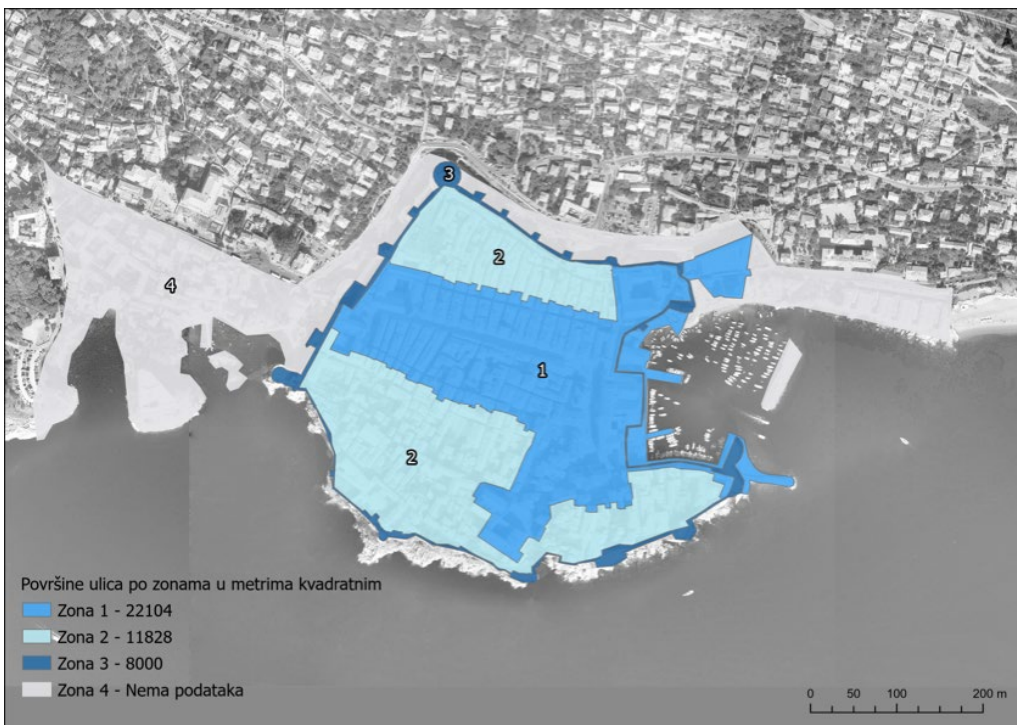 3
2
4
1
2
Površine ulica po zonama u metrima kvadratnim
Zona 1 - 22104
Zona 2 - 11828
Zona 3 - 8000
Zona 4 - Nema podataka
0 50 100 200 m